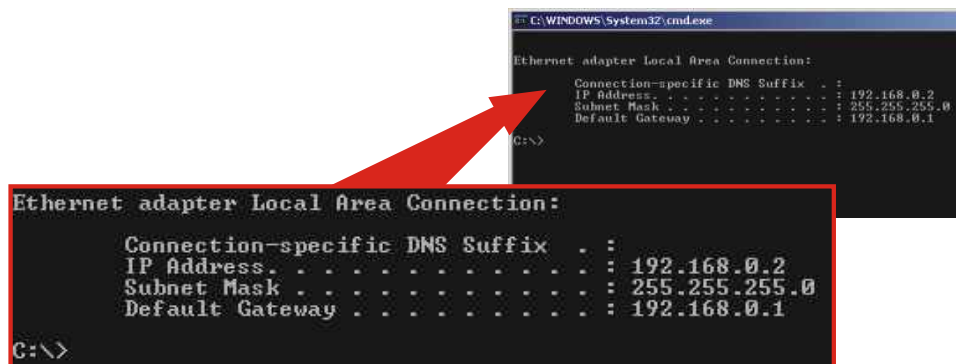 C:\WINDOWS\System32\cmd.exe
Ethernet adapter Local Area Connection:
Connection-specific DNS Suffix . :
IP Address. . . . . . . . . . . . : 192.168.0.2
Subnet Mask . . . . . . . . . . . : 255.255.255.0
Default Gateway . . . . . . . . . : 192.168.0.1
C:\>
Ethernet adapter Local Area Connection:
Connection-specific DNS Suffix . :
IP Address. . . . . . . . . . . . : 192.168.0.2
Subnet Mask . . . . . . . . . . . : 255.255.255.0
Default Gateway . . . . . . . . . : 192.168.0.1
C:\>